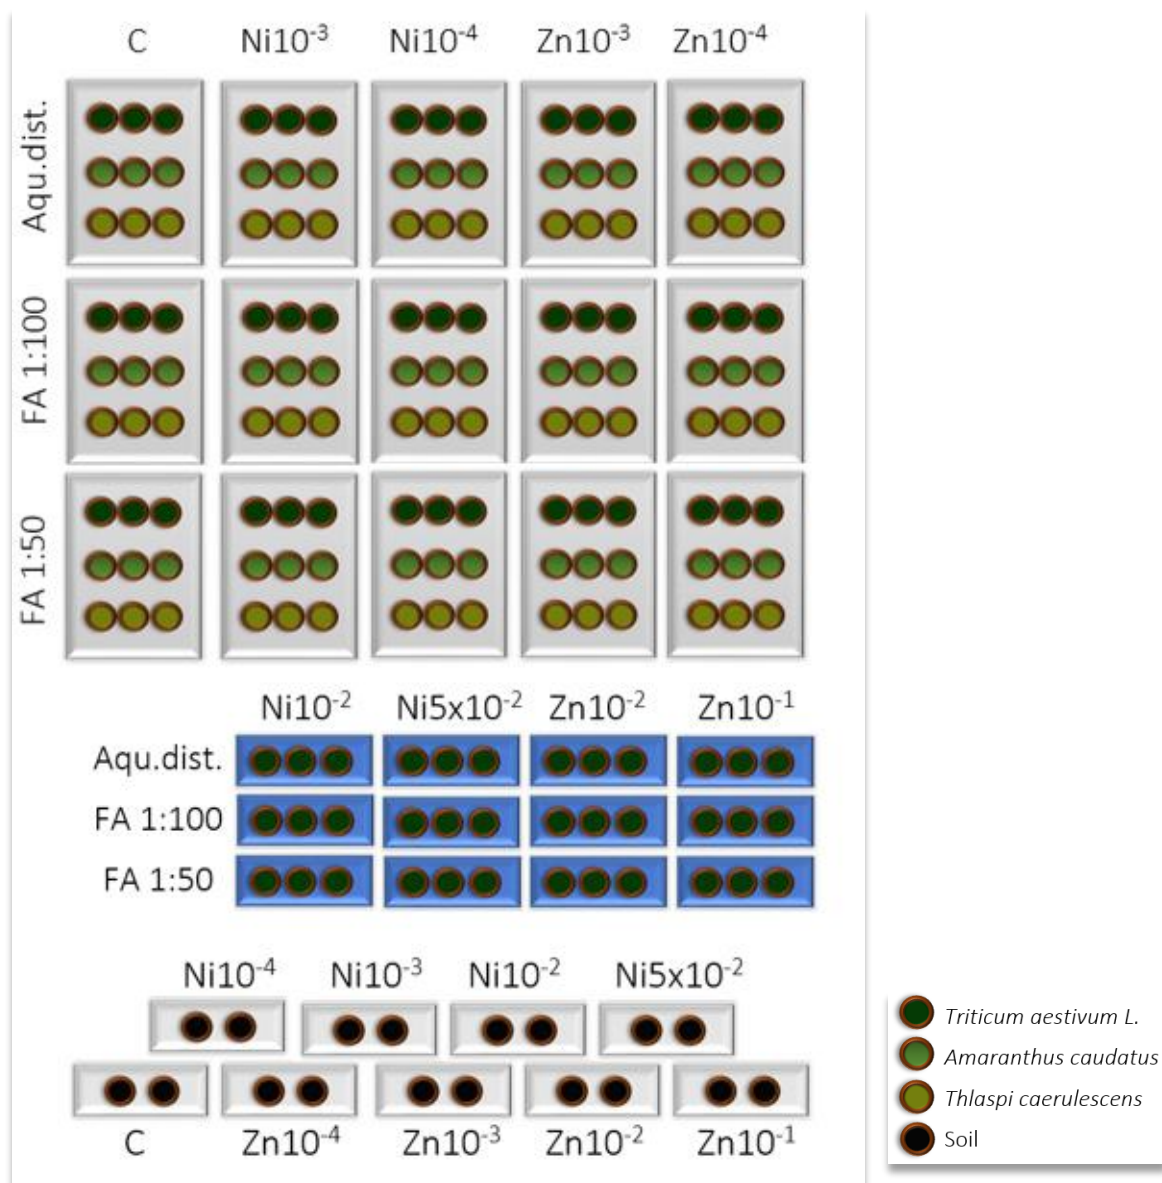 C Ni10⁻³ Ni10⁻⁴ Zn10⁻³ Zn10⁻⁴
Aqu.dist.
FA 1:100
FA 1:50
Ni10⁻² Ni5x10⁻² Zn10⁻² Zn10⁻¹
Aqu.dist.
FA 1:100
FA 1:50
Ni10⁻⁴ Ni10⁻³ Ni10⁻² Ni5x10⁻²
C Zn10⁻⁴ Zn10⁻³ Zn10⁻² Zn10⁻¹
Triticum aestivum L.
Amaranthus caudatus
Thlaspi caerulescens
Soil